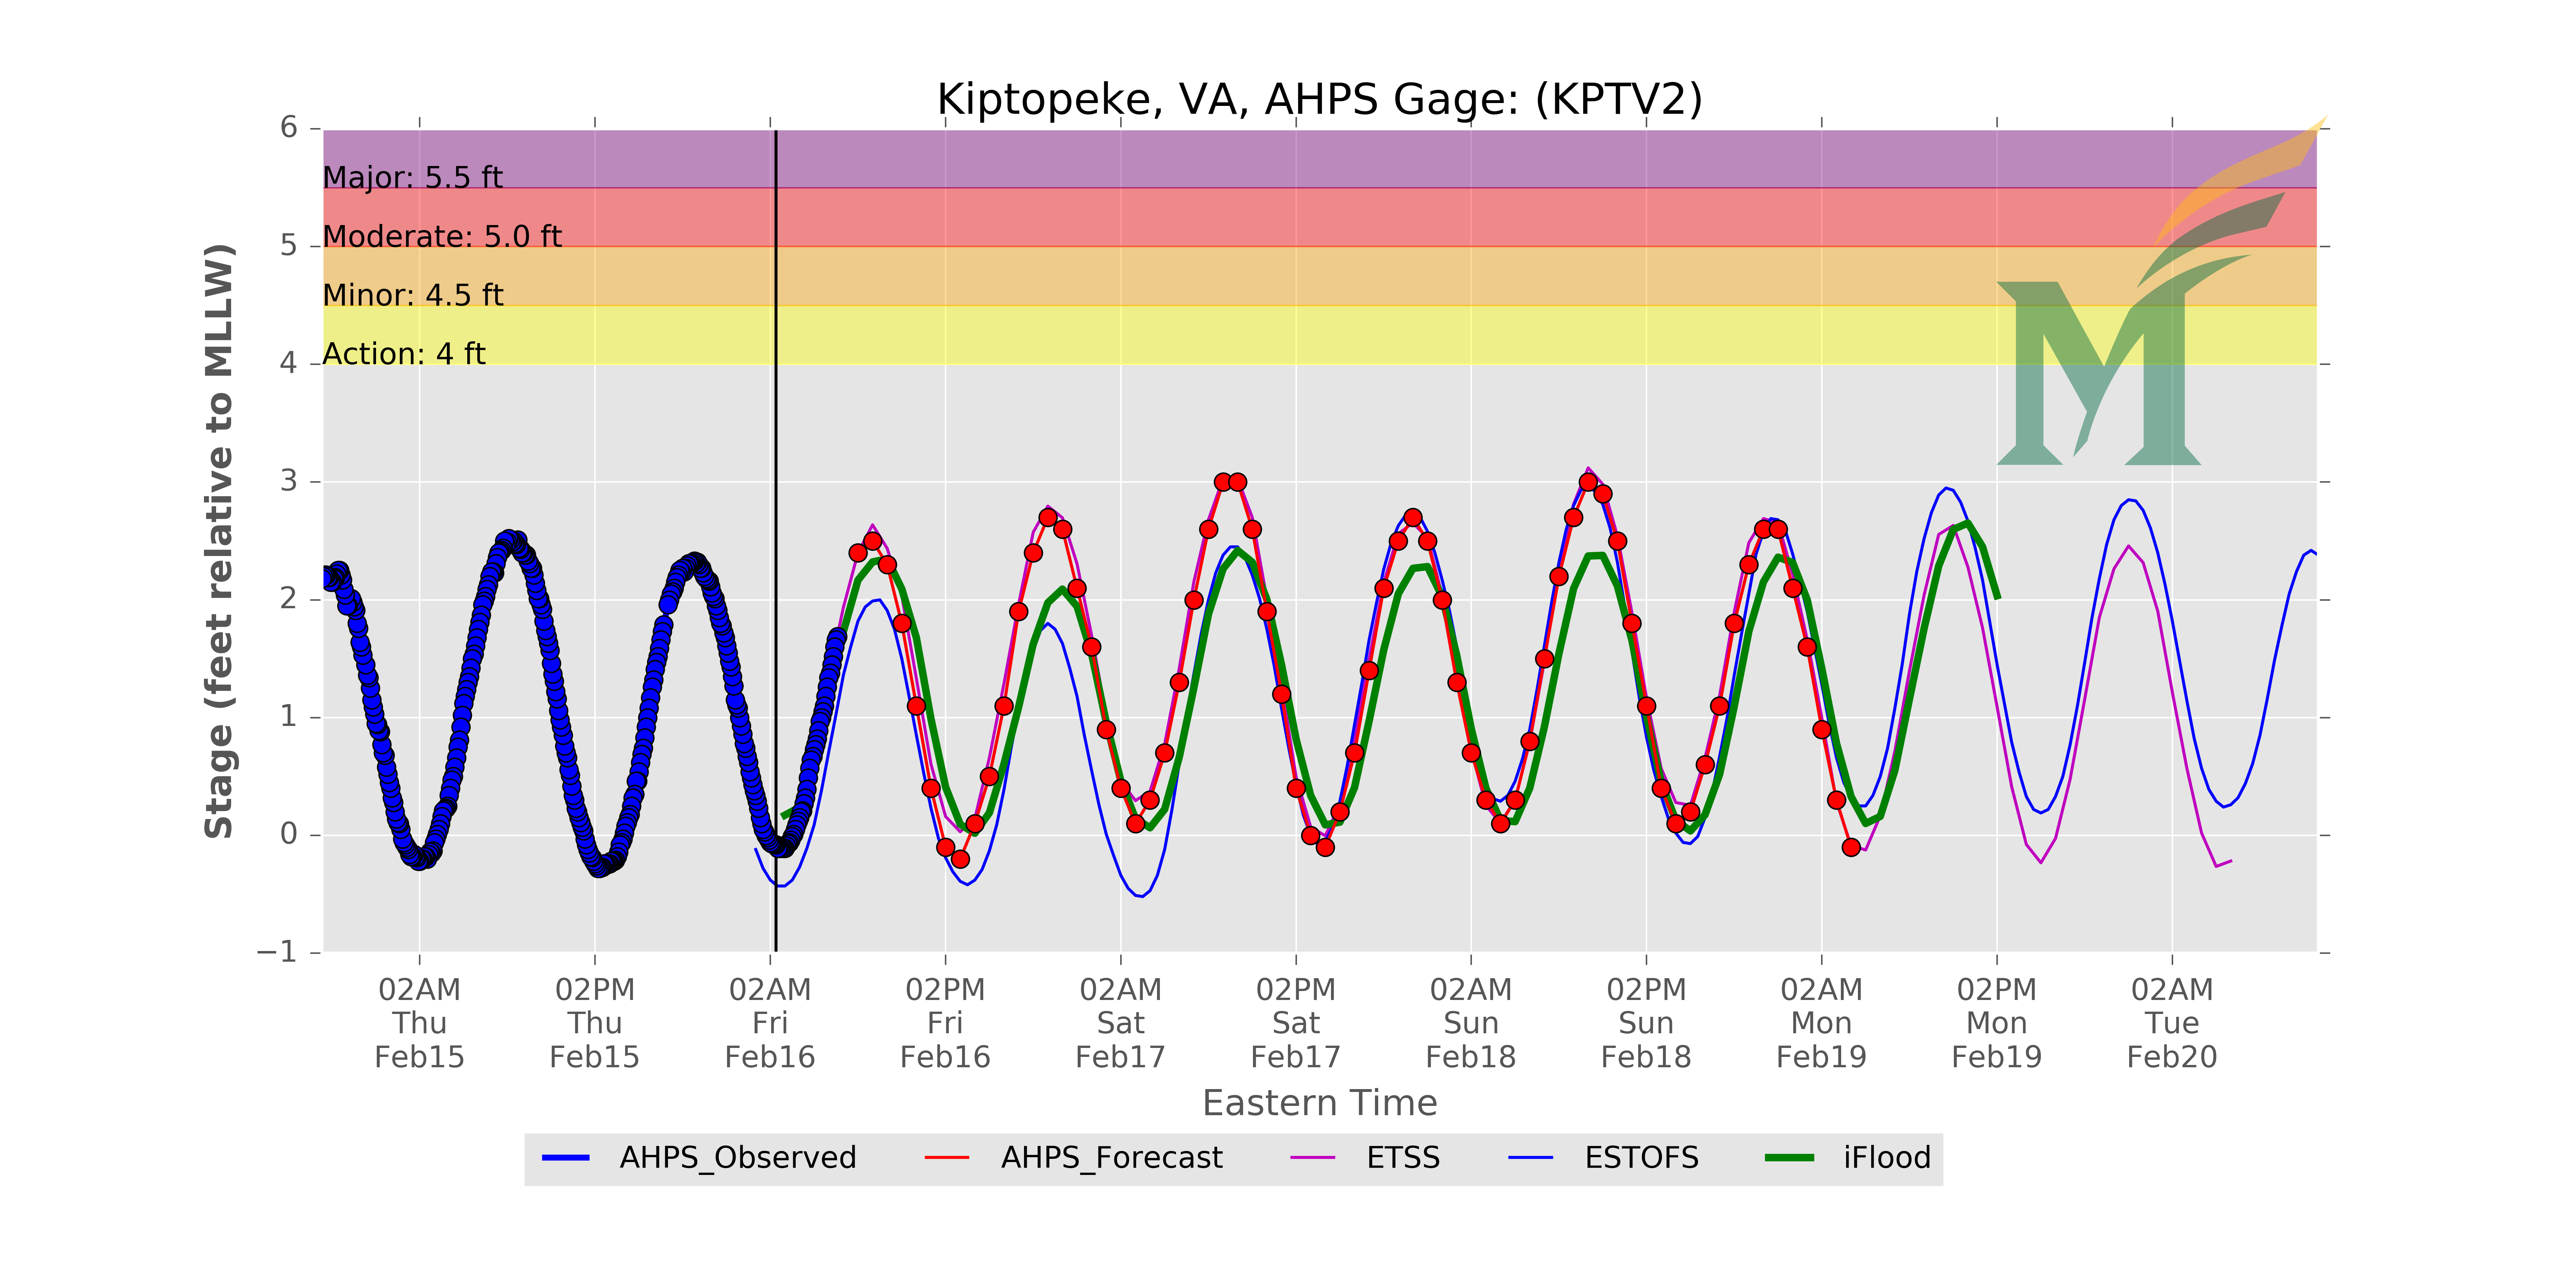 Kiptopeke, VA, AHPS Gage: (KPTV2)
6
5
4
3
2
1
0
−1
Stage (feet relative to MLLW)
Major: 5.5 ft
Moderate: 5.0 ft
Minor: 4.5 ft
Action: 4 ft
M
02AM 02PM 02AM 02PM 02AM 02PM 02AM 02PM 02AM 02PM 02AM
Thu Thu Fri Fri Sat Sat Sun Sun Mon Mon Tue
Feb15 Feb15 Feb16 Feb16 Feb17 Feb17 Feb18 Feb18 Feb19 Feb19 Feb20
Eastern Time
AHPS_Observed AHPS_Forecast ETSS ESTOFS iFlood